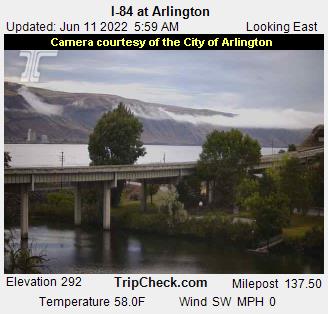 I-84 at Arlington
Updated: Jun 11 2022 5:59 AM Looking East
Camera courtesy of the City of Arlington
Elevation 292 TripCheck.com Milepost 137.50
Temperature 58.0F Wind SW MPH 0